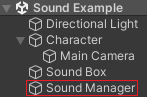 Sound Example
Directional Light
Character
Main Camera
Sound Box
Sound Manager